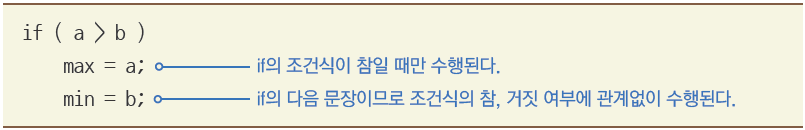 if ( a > b )
max = a; if의 조건식이 참일 때만 수행된다.
min = b; if의 다음 문장이므로 조건식의 참, 거짓 여부에 관계없이 수행된다.